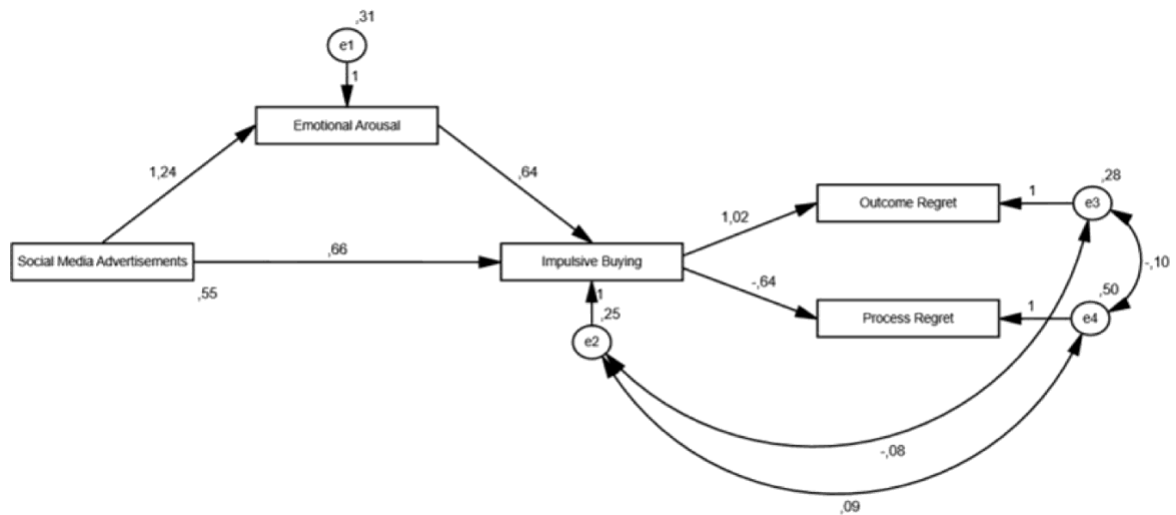 ,31
e1
1
Emotional Arousal
1,24
,64
,28
Outcome Regret
1
e3
1,02
Social Media Advertisements
,66
Impulsive Buying
-,10
,55
-,64
,50
1
,25
Process Regret
1
e4
e2
-,08
,09